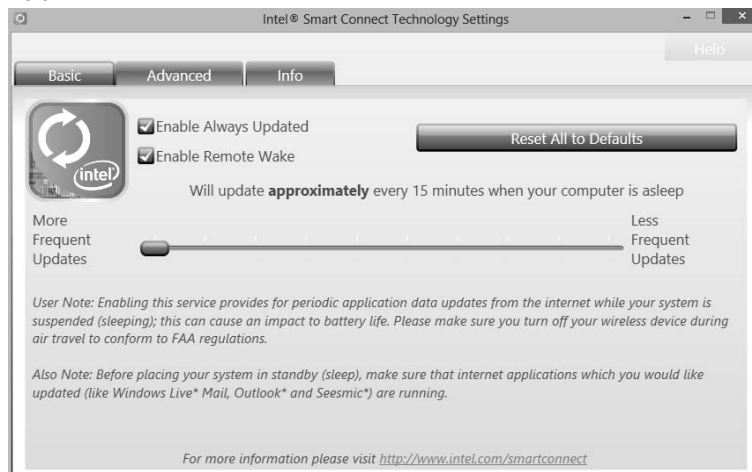 Intel® Smart Connect Technology Settings
Help
Basic Advanced Info
Enable Always Updated
Reset All to Defaults
Enable Remote Wake
intel
Will update approximately every 15 minutes when your computer is asleep
More
Frequent
Updates
Less
Frequent
Updates
User Note: Enabling this service provides for periodic application data updates from the internet while your system is
suspended (sleeping); this can cause an impact to battery life. Please make sure you turn off your wireless device during
air travel to conform to FAA regulations.
Also Note: Before placing your system in standby (sleep), make sure that internet applications which you would like
updated (like Windows Live* Mail, Outlook* and Seesmic*) are running.
For more information please visit http://www.intel.com/smartconnect